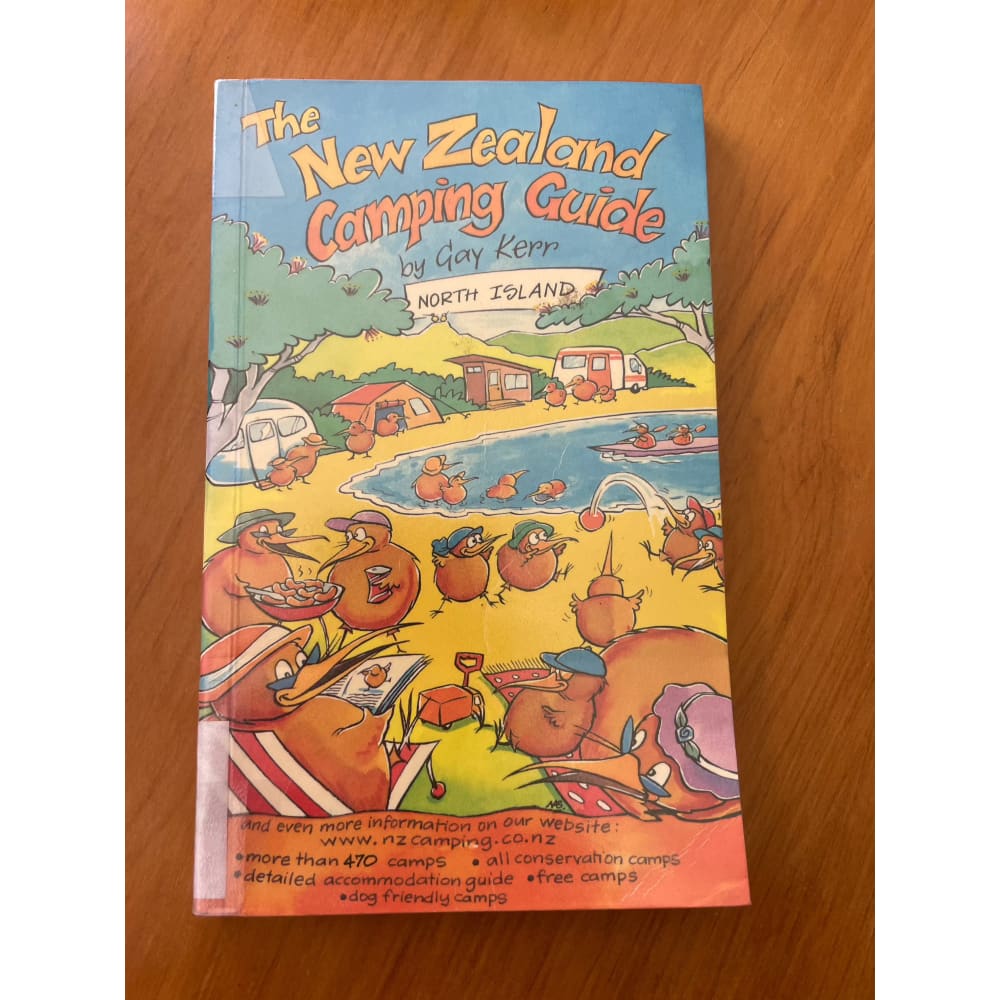 The
New Zealand
Camping Guide
by Gay Kerr
NORTH ISLAND
and even more information on our website:
www.nzcamping.co.nz
•more than 470 camps • all conservation camps
•detailed accommodation guide •free camps
•dog friendly camps